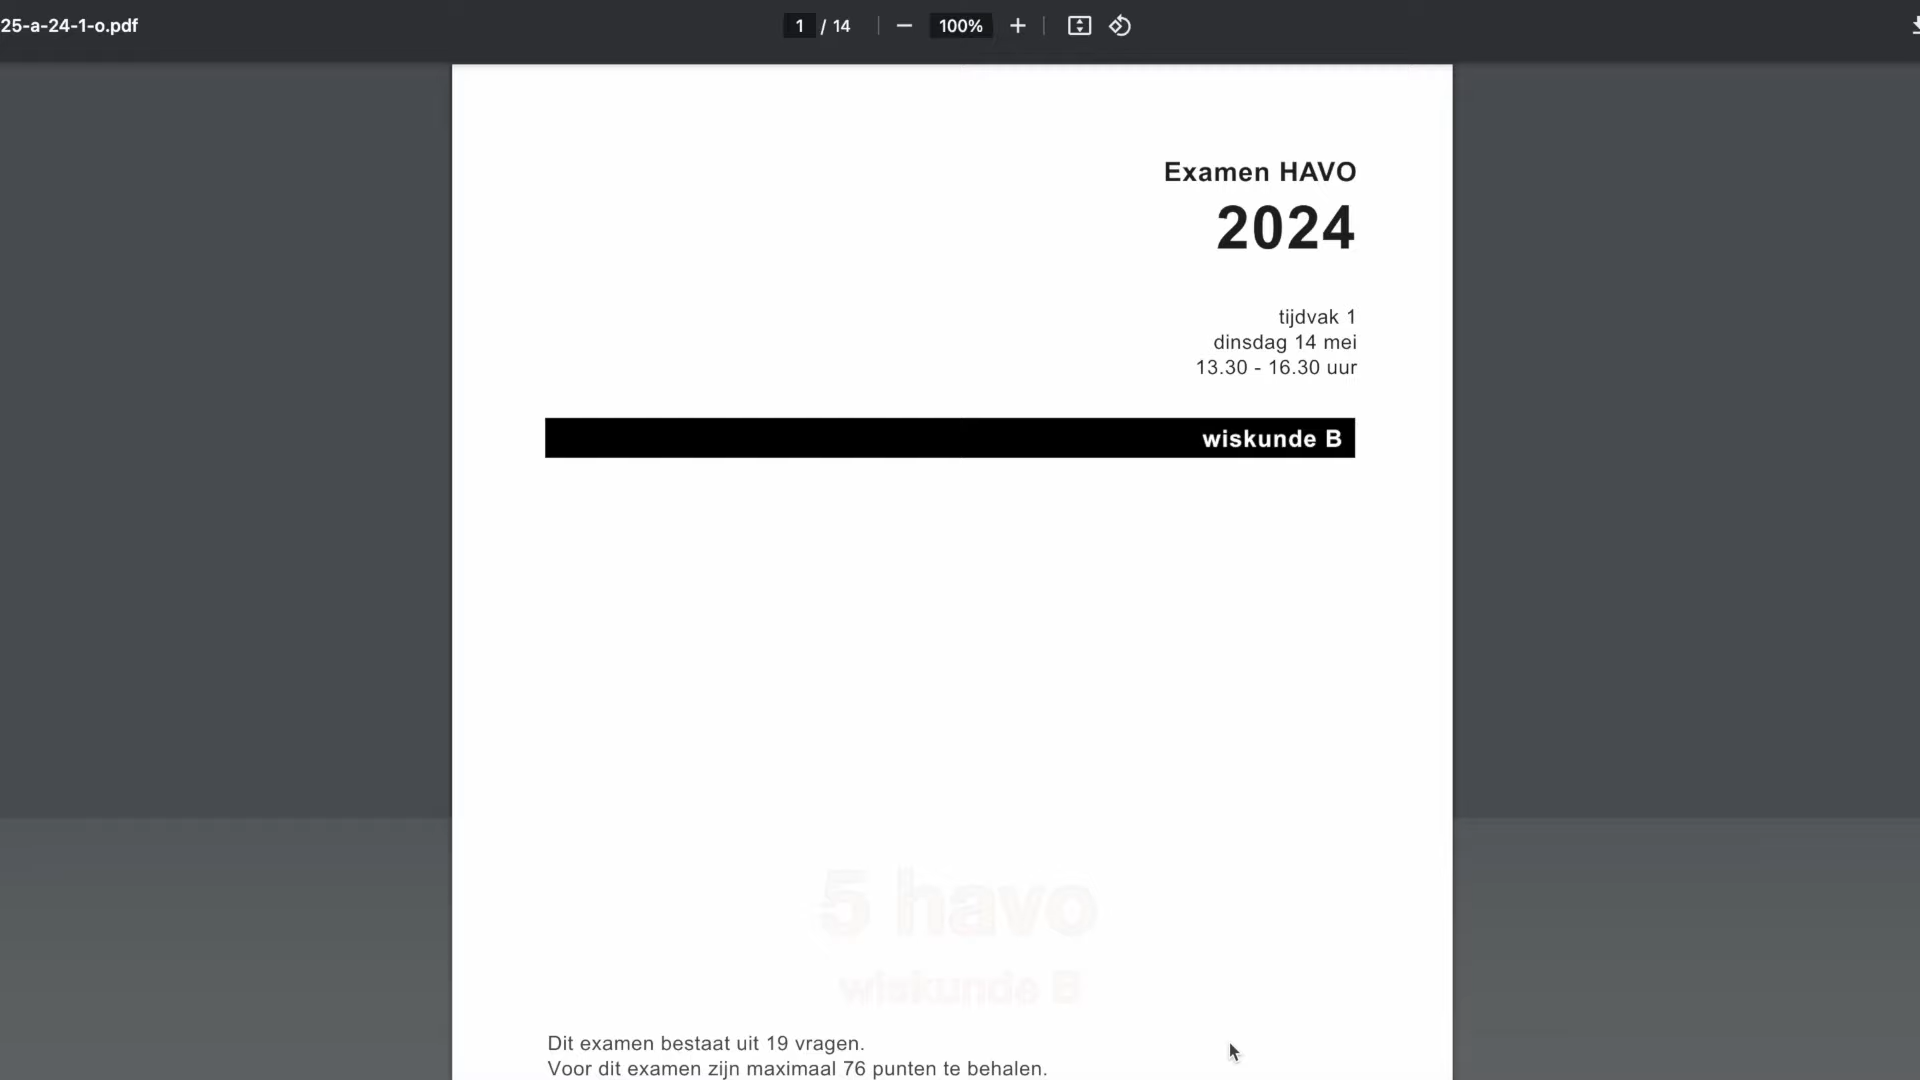 25-a-24-1-o.pdf
1 / 14
100%
Examen HAVO
2024
tijdvak 1
dinsdag 14 mei
13.30 - 16.30 uur
wiskunde B
5 havo
wiskunde B
Dit examen bestaat uit 19 vragen.
Voor dit examen zijn maximaal 76 punten te behalen.